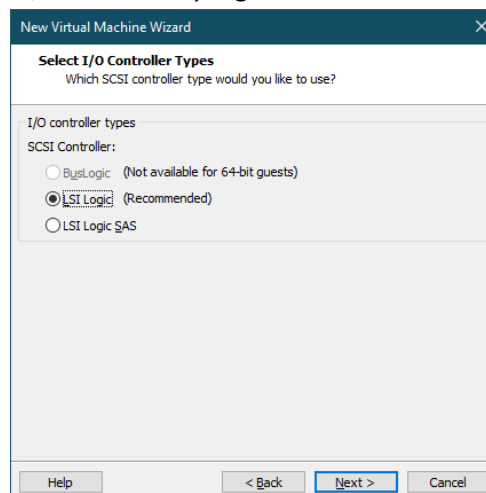 New Virtual Machine Wizard
Select I/O Controller Types
Which SCSI controller type would you like to use?
I/O controller types
SCSI Controller:
BusLogic (Not available for 64-bit guests)
LSI Logic (Recommended)
LSI Logic SAS
Help < Back Next > Cancel